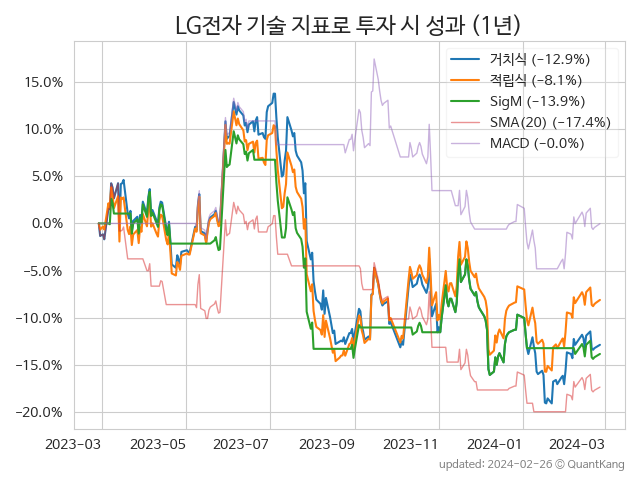 LG전자 기술 지표로 투자 시 성과 (1년)
거치식 (−12.9%)
적립식 (−8.1%)
SigM (−13.9%)
SMA(20) (−17.4%)
MACD (−0.0%)
15.0%
10.0%
5.0%
0.0%
−5.0%
−10.0%
−15.0%
−20.0%
2023-03 2023-05 2023-07 2023-09 2023-11 2024-01 2024-03
updated: 2024-02-26 ⓒ QuantKang